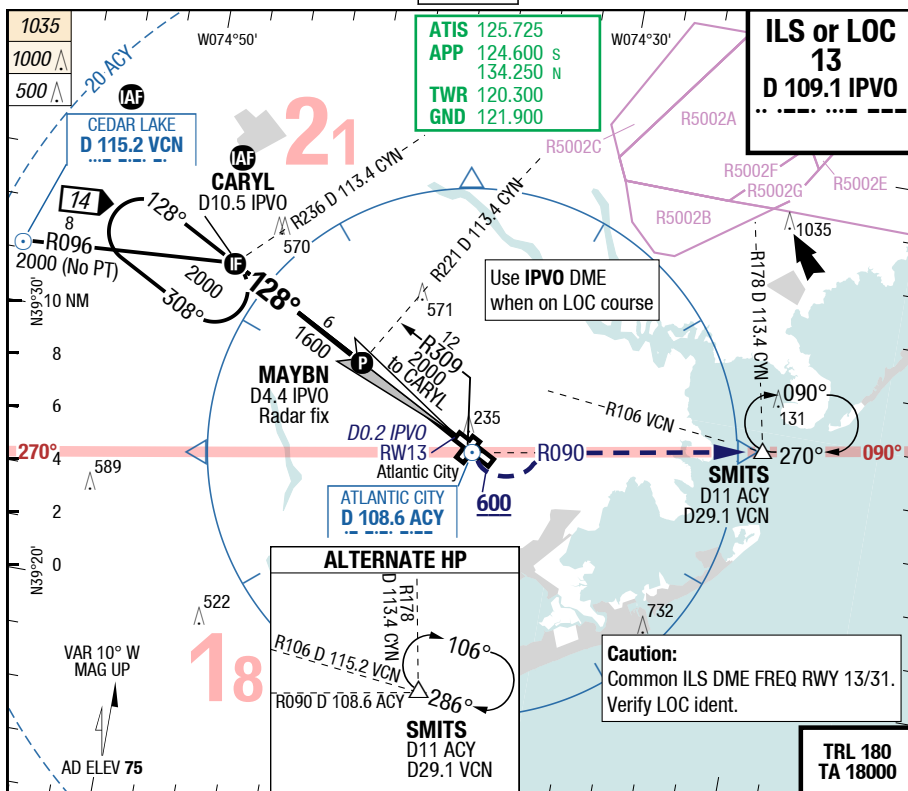 1035
1000
500
W074°50'
W074°30'
ATIS 125.725
APP 124.600 S
134.250 N
TWR 120.300
GND 121.900
ILS or LOC
13
D 109.1 IPVO
20 ACY
IAF
CEDAR LAKE
D 115.2 VCN
21
IAF
CARYL
D10.5 IPVO
R236 D 113.4 CYN
R221 D 113.4 CYN
R5002A
R5002C
R5002F
R5002E
R5002G
R5002B
14
8
128°
R096
2000 (No PT)
2000
308°
IF
128°
570
1035
R178 D 113.4 CYN
N39°30'
10 NM
8
6
4
2
0
N39°20'
Use IPVO DME
when on LOC course
571
6
1600
P
12
R309
2000
to CARYL
MAYBN
D4.4 IPVO
Radar fix
235
R106 VCN
090°
131
D0.2 IPVO
RW13
Atlantic City
270°
R090
270°
090°
589
600
SMITS
D11 ACY
D29.1 VCN
ATLANTIC CITY
D 108.6 ACY
ALTERNATE HP
R178
D 113.4 CYN
R106 D 115.2 VCN
106°
R090 D 108.6 ACY
286°
SMITS
D11 ACY
D29.1 VCN
522
18
732
VAR 10° W
MAG UP
AD ELEV 75
Caution:
Common ILS DME FREQ RWY 13/31.
Verify LOC ident.
TRL 180
TA 18000